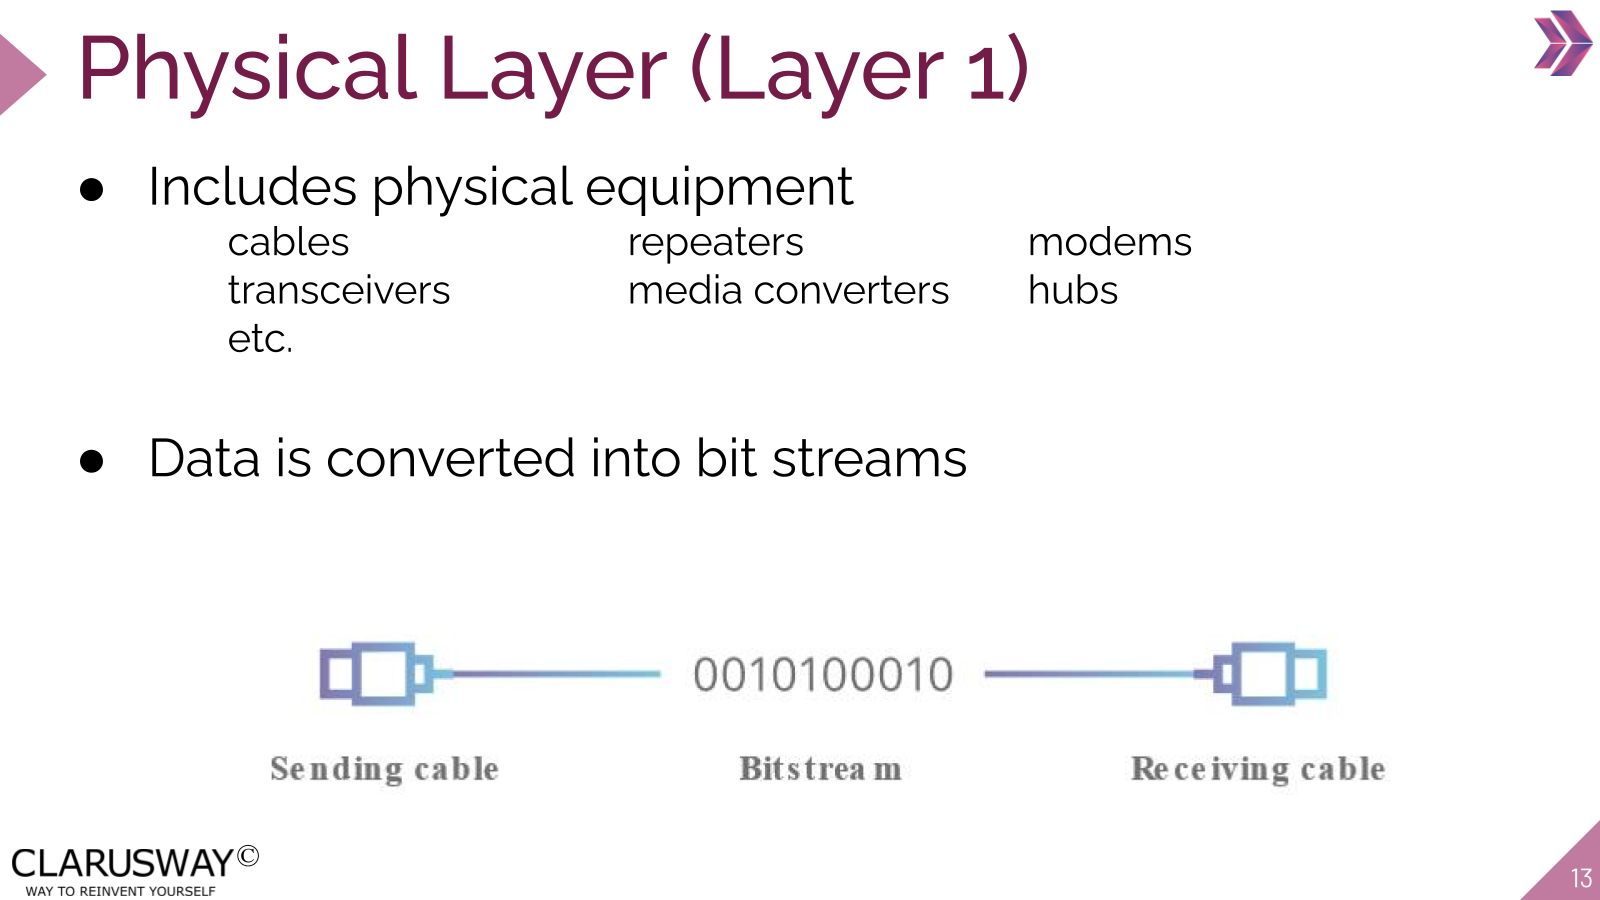 Physical Layer (Layer 1)
● Includes physical equipment
cables repeaters modems
transceivers media converters hubs
etc.
● Data is converted into bit streams
0010100010
Sending cable Bitstream Receiving cable
CLARUSWAY©
WAY TO REINVENT YOURSELF
13